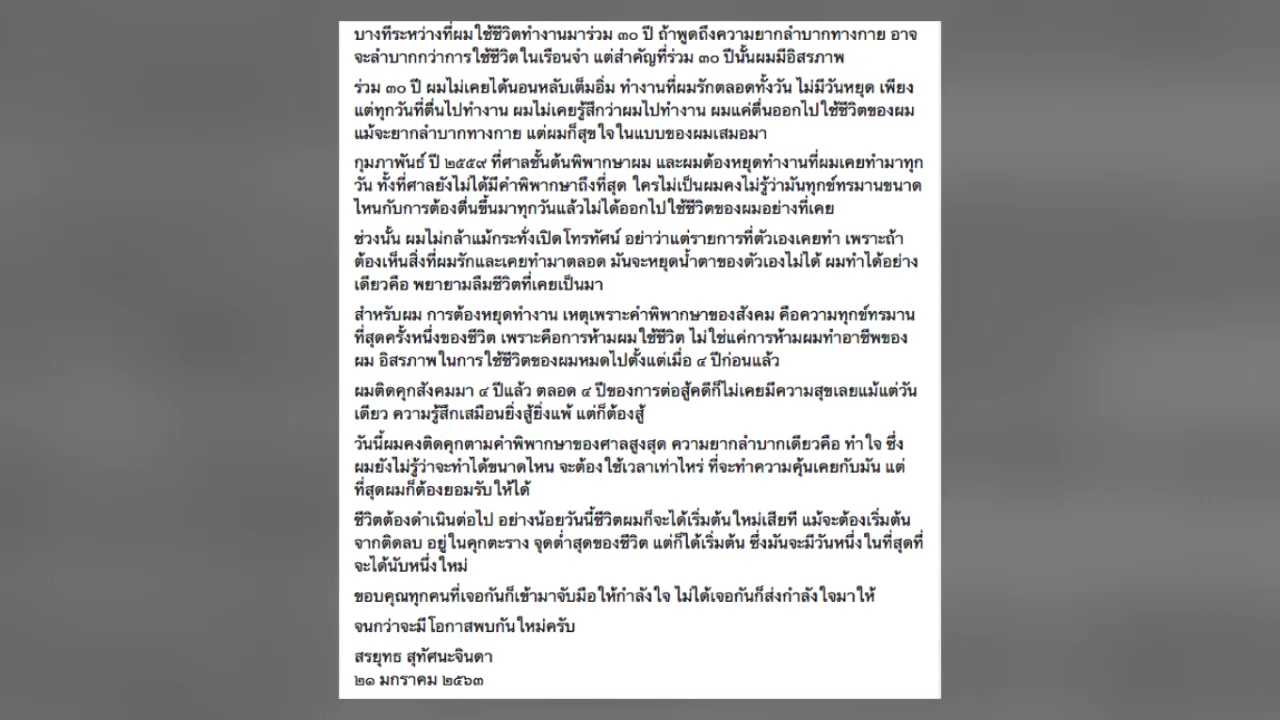 บางทีระหว่างที่ผมใช้ชีวิตทำงานมาร่วม ๓๐ ปี ถ้าพูดถึงความยากลำบากทางกาย อาจ
จะลำบากกว่าการใช้ชีวิตในเรือนจำ แต่สำคัญที่ร่วม ๓๐ ปีนั้นผมมีอิสรภาพ
ร่วม ๓๐ ปี ผมไม่เคยได้นอนหลับเต็มอิ่ม ทำงานที่ผมรักตลอดทั้งวัน ไม่มีวันหยุด เพียง
แต่ทุกวันที่ตื่นไปทำงาน ผมไม่เคยรู้สึกว่าผมไปทำงาน ผมแค่ตื่นออกไปใช้ชีวิตของผม
แม้จะยากลำบากทางกาย แต่ผมก็สุขใจในแบบของผมเสมอมา
กุมภาพันธ์ ปี ๒๕๕๙ ที่ศาลชั้นต้นพิพากษาผม และผมต้องหยุดทำงานที่ผมเคยทำมาทุก
วัน ทั้งที่ศาลยังไม่ได้มีคำพิพากษาถึงที่สุด ใครไม่เป็นผมคงไม่รู้ว่ามันทุกข์ทรมานขนาด
ไหนกับการต้องตื่นขึ้นมาทุกวันแล้วไม่ได้ออกไปใช้ชีวิตของผมอย่างที่เคย
ช่วงนั้น ผมไม่กล้าแม้กระทั่งเปิดโทรทัศน์ อย่าว่าแต่รายการที่ตัวเองเคยทำ เพราะถ้า
ต้องเห็นสิ่งที่ผมรักและเคยทำมาตลอด มันจะหยุดน้ำตาของตัวเองไม่ได้ ผมทำได้อย่าง
เดียวคือ พยายามลืมชีวิตที่เคยเป็นมา
สำหรับผม การต้องหยุดทำงาน เหตุเพราะคำพิพากษาของสังคม คือความทุกข์ทรมาน
ที่สุดครั้งหนึ่งของชีวิต เพราะคือการห้ามผมใช้ชีวิต ไม่ใช่แค่การห้ามผมทำอาชีพของ
ผม อิสรภาพในการใช้ชีวิตของผมหมดไปตั้งแต่เมื่อ ๔ ปีก่อนแล้ว
ผมติดคุกสังคมมา ๔ ปีแล้ว ตลอด ๔ ปีของการต่อสู้คดีก็ไม่เคยมีความสุขเลยแม้แต่วัน
เดียว ความรู้สึกเสมือนยิ่งสู้ยิ่งแพ้ แต่ก็ต้องสู้
วันนี้ผมคงติดคุกตามคำพิพากษาของศาลสูงสุด ความยากลำบากเดียวคือ ทำใจ ซึ่ง
ผมยังไม่รู้ว่าจะทำได้ขนาดไหน จะต้องใช้เวลาเท่าไหร่ ที่จะทำความคุ้นเคยกับมัน แต่
ที่สุดผมก็ต้องยอมรับให้ได้
ชีวิตต้องดำเนินต่อไป อย่างน้อยวันนี้ชีวิตผมก็จะได้เริ่มต้นใหม่เสียที แม้จะต้องเริ่มต้น
จากติดลบ อยู่ในคุกตะราง จุดต่ำสุดของชีวิต แต่ก็ได้เริ่มต้น ซึ่งมันจะมีวันหนึ่งในที่สุดที่
จะได้นับหนึ่งใหม่
ขอบคุณทุกคนที่เจอกันก็เข้ามาจับมือให้กำลังใจ ไม่ได้เจอกันก็ส่งกำลังใจมาให้
จนกว่าจะมีโอกาสพบกันใหม่ครับ
สรยุทธ สุทัศนะจินดา
๒๑ มกราคม ๒๕๖๓